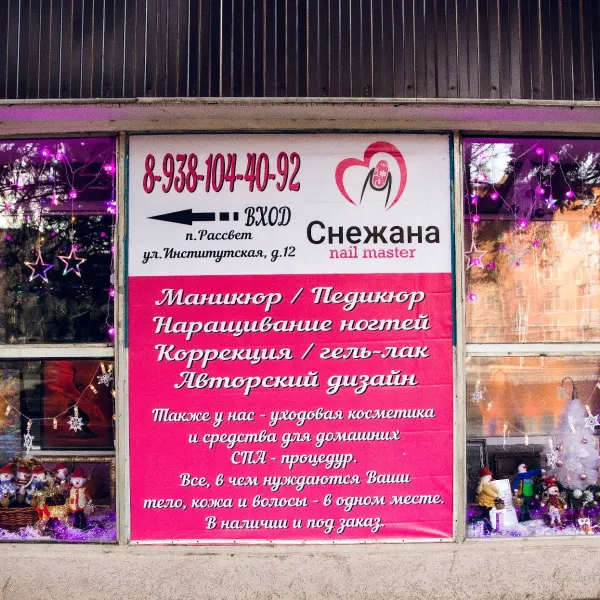 8-938-104-40-92
ВХОД
п.Рассвет
ул.Институтская, д.12
Снежана
nail master
Маникюр / Педикюр
Наращивание ногтей
Коррекция / гель-лак
Авторский дизайн
Также у нас - уходовая косметика
и средства для домашних
СПА - процедур.
Все, в чем нуждаются Ваши
тело, кожа и волосы - в одном месте.
В наличии и под заказ.